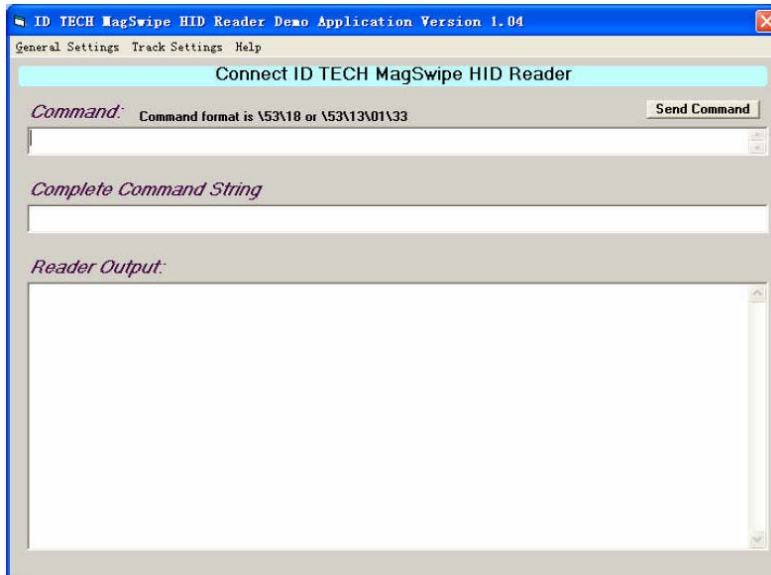 ID TECH MagSwipe HID Reader Demo Application Version 1.04
General Settings Track Settings Help
Connect ID TECH MagSwipe HID Reader
Command: Command format is \53\18 or \53\13\01\33 Send Command
Complete Command String
Reader Output: